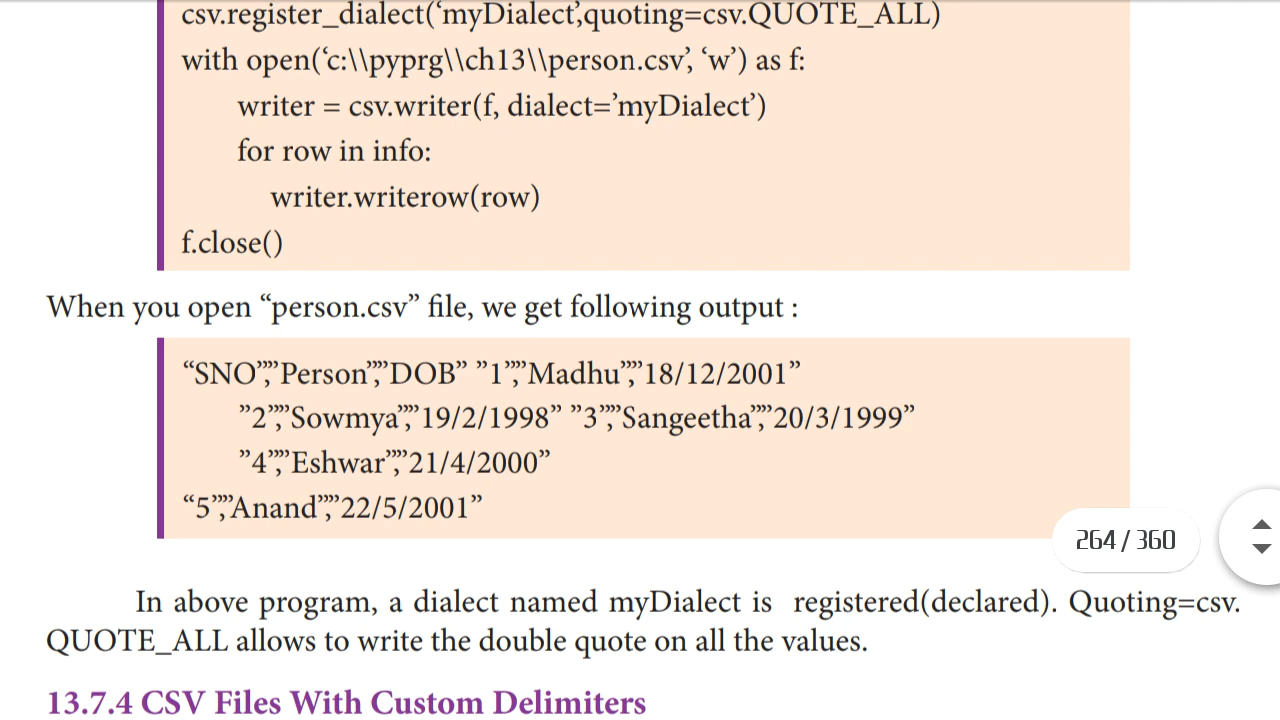 csv.register_dialect(‘myDialect’,quoting=csv.QUOTE_ALL)
with open(‘c:\\pyprg\\ch13\\person.csv’, ‘w’) as f:
writer = csv.writer(f, dialect=’myDialect’)
for row in info:
writer.writerow(row)
f.close()
When you open “person.csv” file, we get following output :
“SNO”,”Person”,”DOB” ”1”,”Madhu”,”18/12/2001”
”2”,”Sowmya”,”19/2/1998” ”3”,”Sangeetha”,”20/3/1999”
”4”,”Eshwar”,”21/4/2000”
“5”,”Anand”,”22/5/2001”
264 / 360
In above program, a dialect named myDialect is registered(declared). Quoting=csv.
QUOTE_ALL allows to write the double quote on all the values.
13.7.4 CSV Files With Custom Delimiters